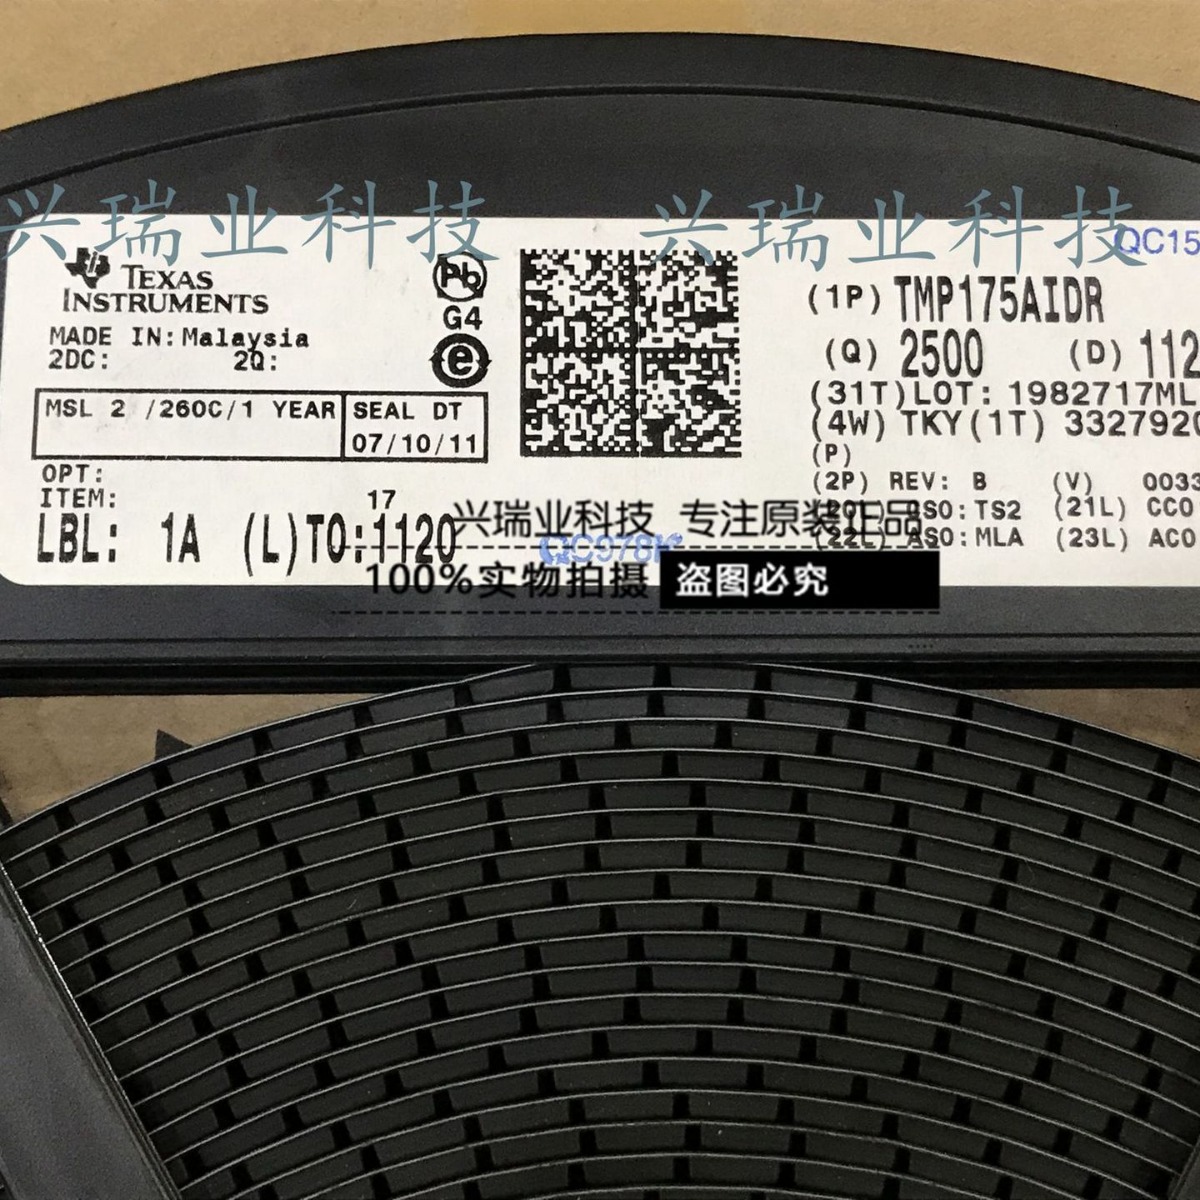 兴瑞业科技 兴瑞业科技
QC15
TEXAS
INSTRUMENTS
MADE IN: Malaysia
2DC: 2Q:
Pb
G4
e
MSL 2 /260C/1 YEAR
SEAL DT
07/10/11
OPT:
ITEM: 17
LBL: 1A (L)TO:1120
(1P) TMP175AIDR
(Q) 2500 (D) 112
(31T)LOT: 1982717ML
(4W) TKY(1T) 3327920
(P)
(2P) REV: B (V) 0033
SO: TS2 (21L) CCO
(22L) ASO:MLA (23L) ACO
兴瑞业科技 专注原装正品
QC978
100%实物拍摄 盗图必究